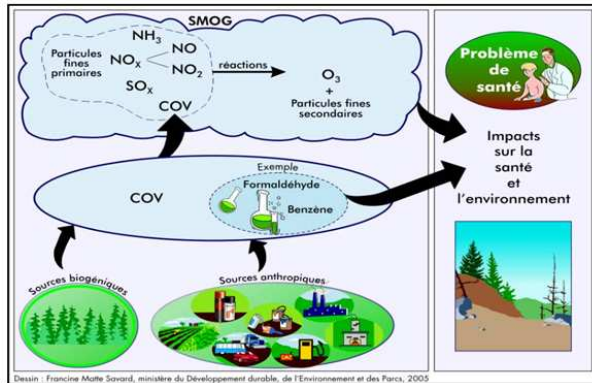 SMOG
Particules
fines
primaires
NH3
NOX
NO
NO2
SOX
COV
réactions
O3
+
Particules fines
secondaires
Problème
de
santé
Impacts
sur la
santé
et
l'environnement
COV
Exemple
Formaldéhyde
Benzène
Sources biogéniques
Sources anthropiques
Dessin : Francine Matte Savard, ministère du Développement durable, de l'Environnement et des Parcs, 2005